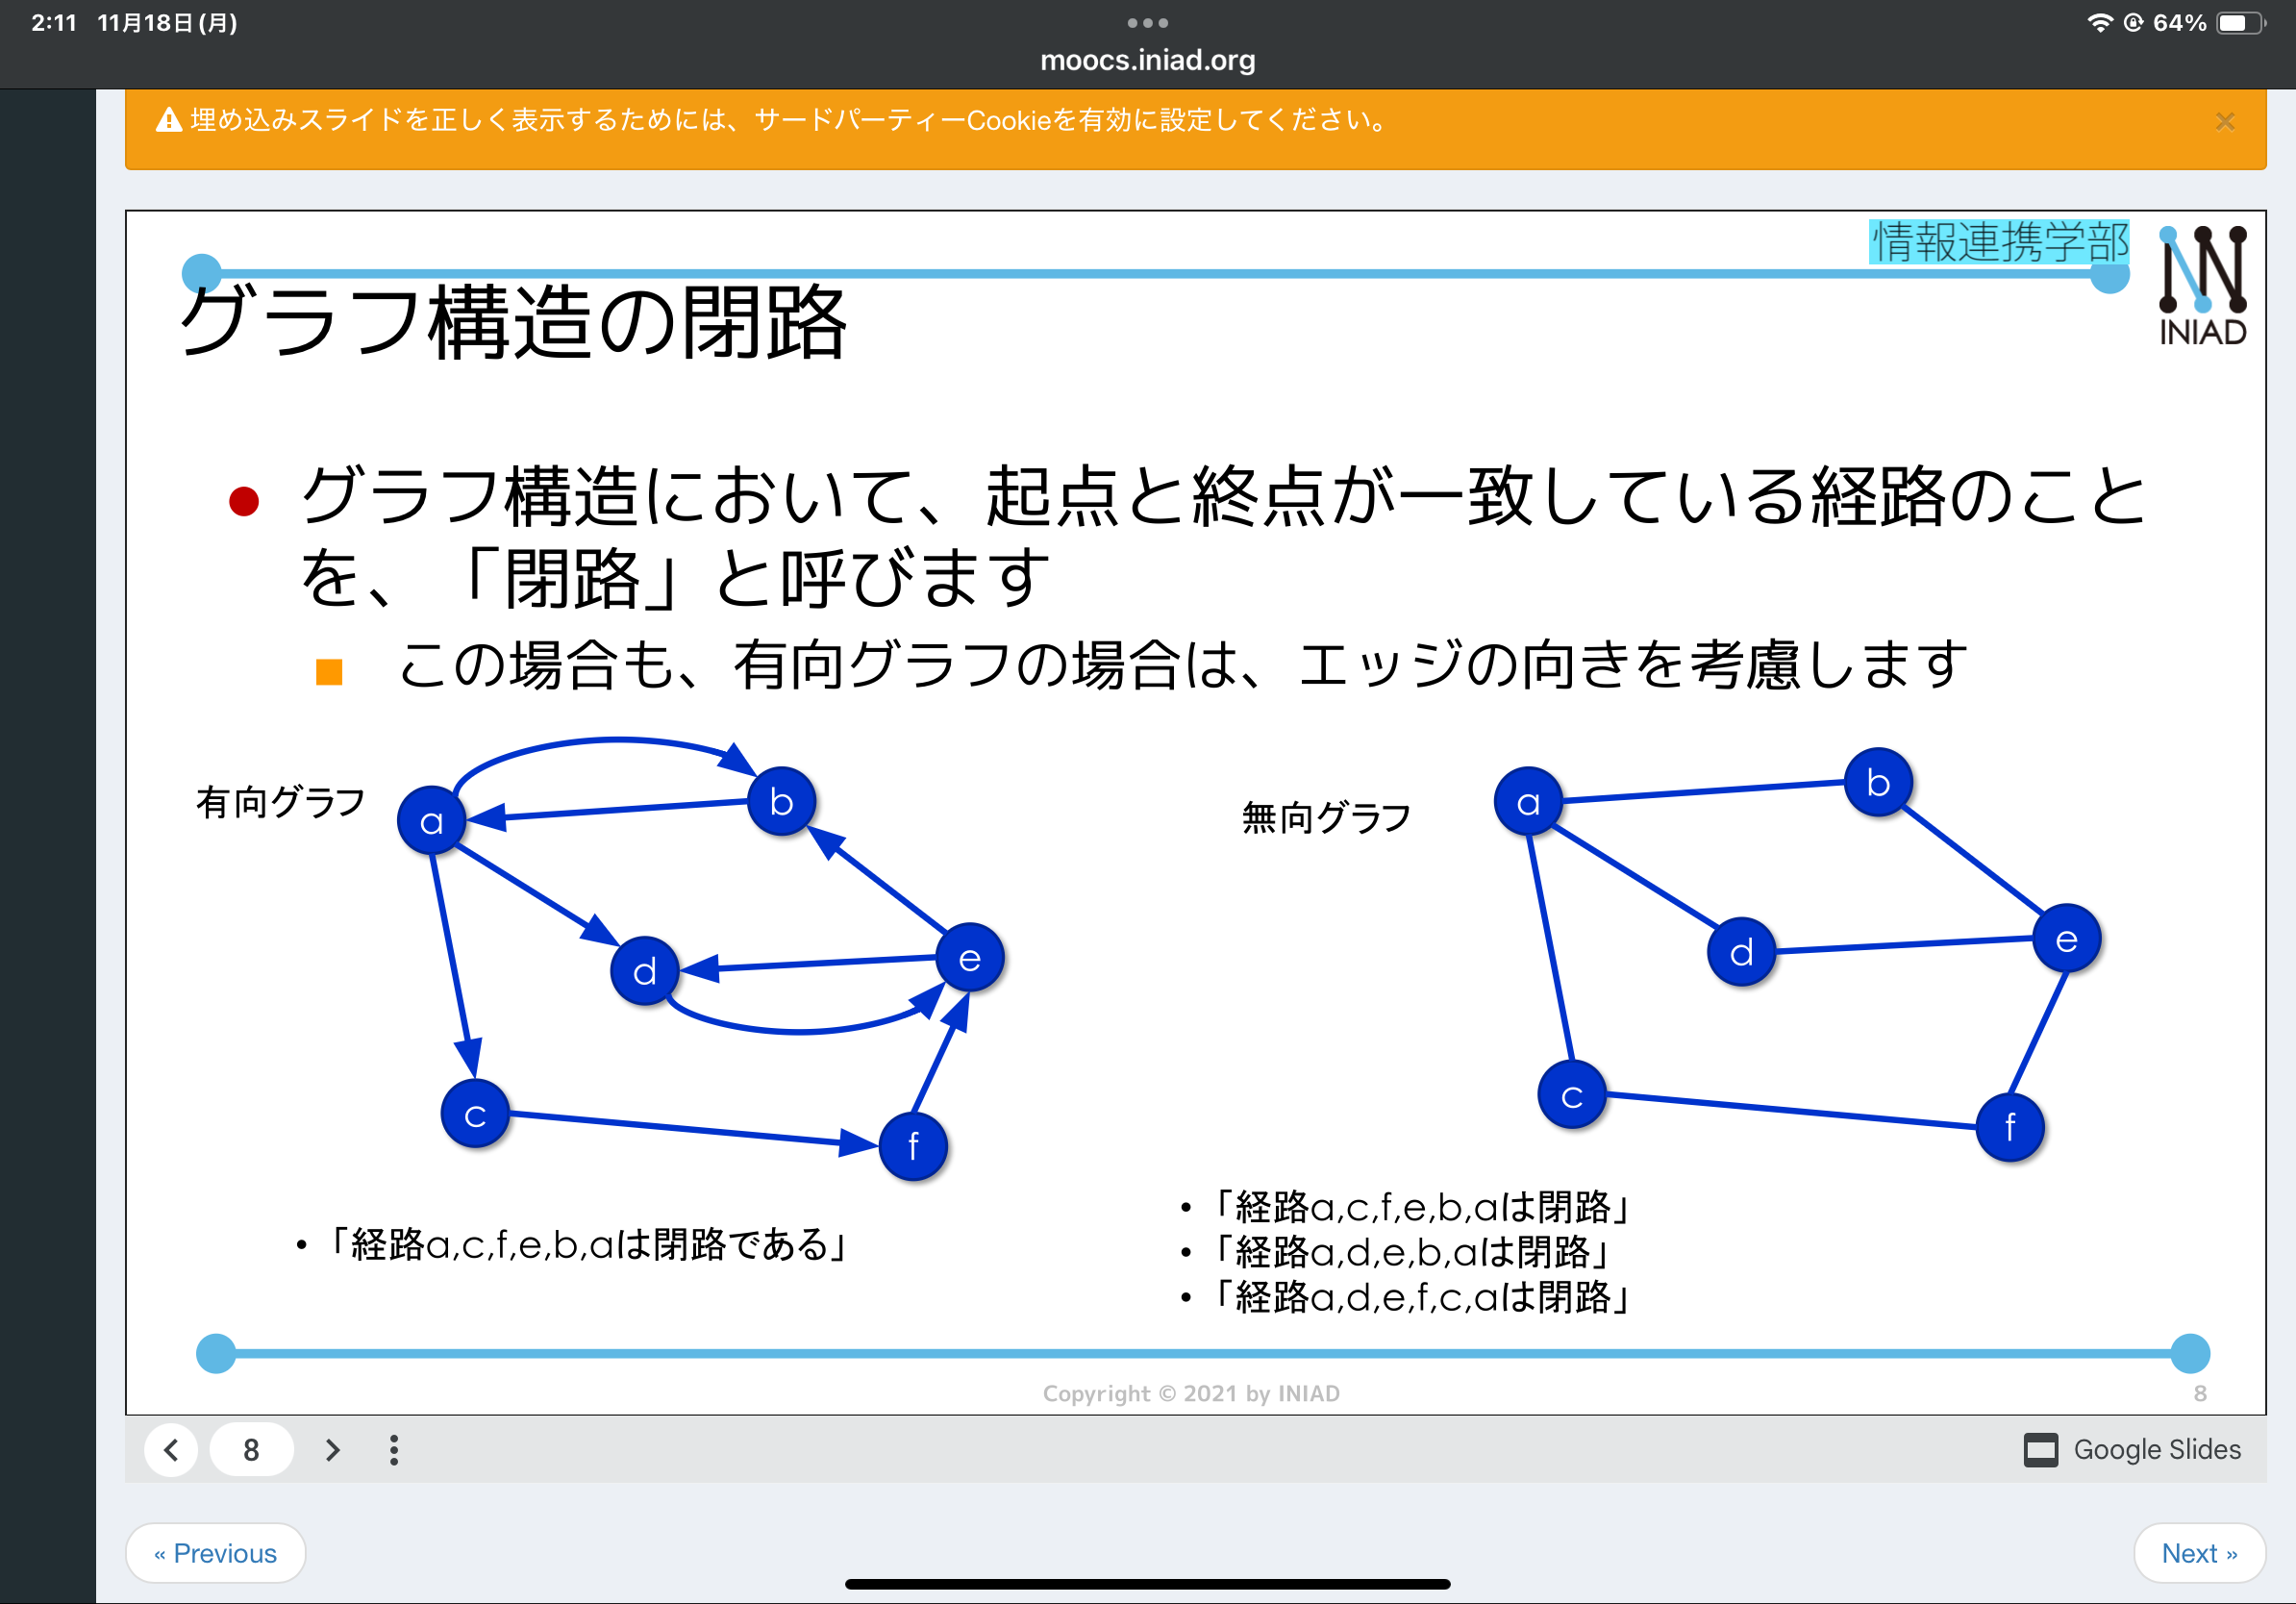 2:11 11月18日(月)
64%
moocs.iniad.org
埋め込みスライドを正しく表示するためには、サードパーティーCookieを有効に設定してください。
×
情報連携学部
INIAD
グラフ構造の閉路
● グラフ構造において、起点と終点が一致している経路のこと
を、「閉路」と呼びます
■ この場合も、有向グラフの場合は、エッジの向きを考慮します
有向グラフ
a
b
d
e
c
f
無向グラフ
a
b
d
e
c
f
• 「経路a,c,f,e,b,aは閉路である」
• 「経路a,c,f,e,b,aは閉路」
• 「経路a,d,e,b,aは閉路」
• 「経路a,d,e,f,c,aは閉路」
Copyright © 2021 by INIAD
8
8
Google Slides
« Previous
Next »